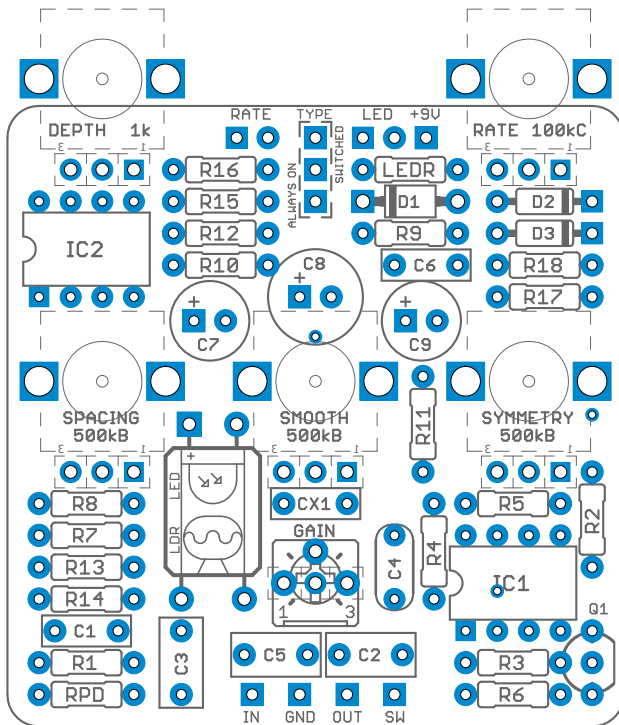 RATE
TYPE
LED +9V
DEPTH 1k
RATE 100kC
SWITCHED
ALWAYS ON
3 1
3 1
R16
LEDR
R15
D1
D2
R12
R9
D3
IC2
R10
C8
C6
R18
+
R17
+
+
C7
C9
SPACING
500kB
SMOOTH
500kB
SYMMETRY
500kB
R11
3 1
3 1
3 1
+
LED
R8
CX1
R5
R2
R7
LDR
GAIN
R4
R13
C4
IC1
R14
1 3
Q1
C1
C3
C5
C2
R1
R3
RPD
R6
IN GND OUT SW